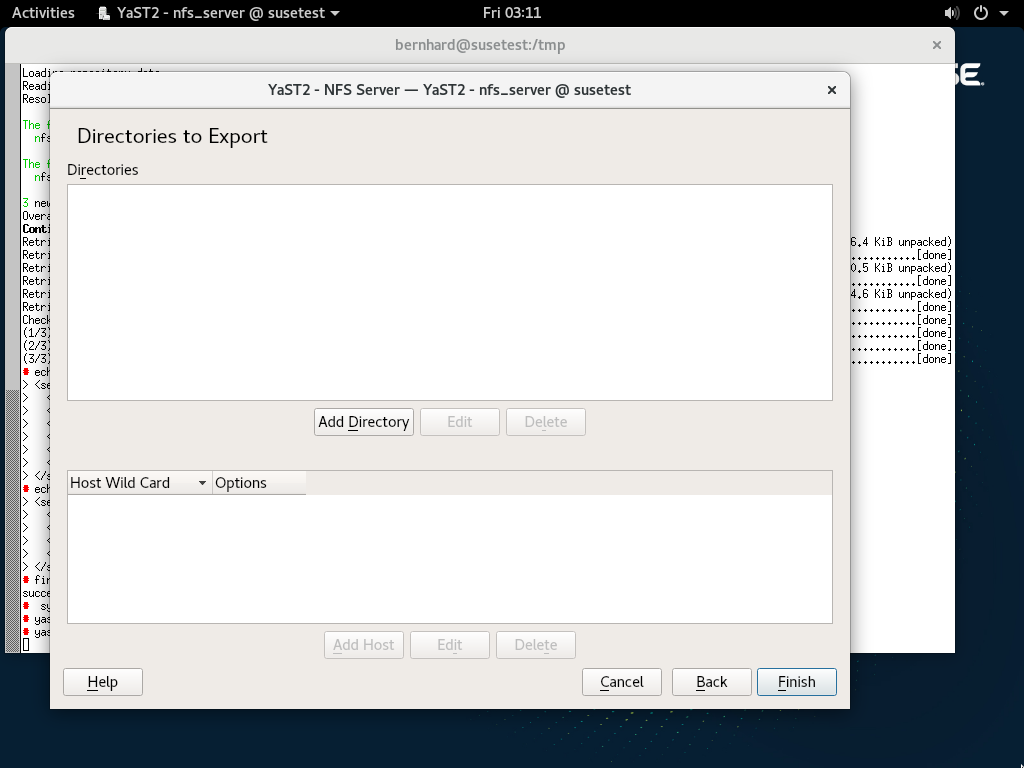 Activities YaST2 - nfs_server @ susetest Fri 03:11
bernhard@susetest:/tmp
YaST2 - NFS Server — YaST2 - nfs_server @ susetest
Directories to Export
Directories
Add Directory Edit Delete
Host Wild Card Options
Add Host Edit Delete
Help Cancel Back Finish
Resol
The f
nfs
The f
nfs
3 new
Overa
Conti
Retri 6.4 KiB unpacked)
Retri ...........[done]
Retri 0.5 KiB unpacked)
Retri ...........[done]
Retri 4.6 KiB unpacked)
Retri ...........[done]
Check ...........[done]
(1/3) ...........[done]
(2/3) ...........[done]
(3/3) ...........[done]
ech
> <se
>
>
>
>
>
>
> </s
ech
> <se
>
>
>
>
> </s
fir
succe
sy
yas
yas
SE.